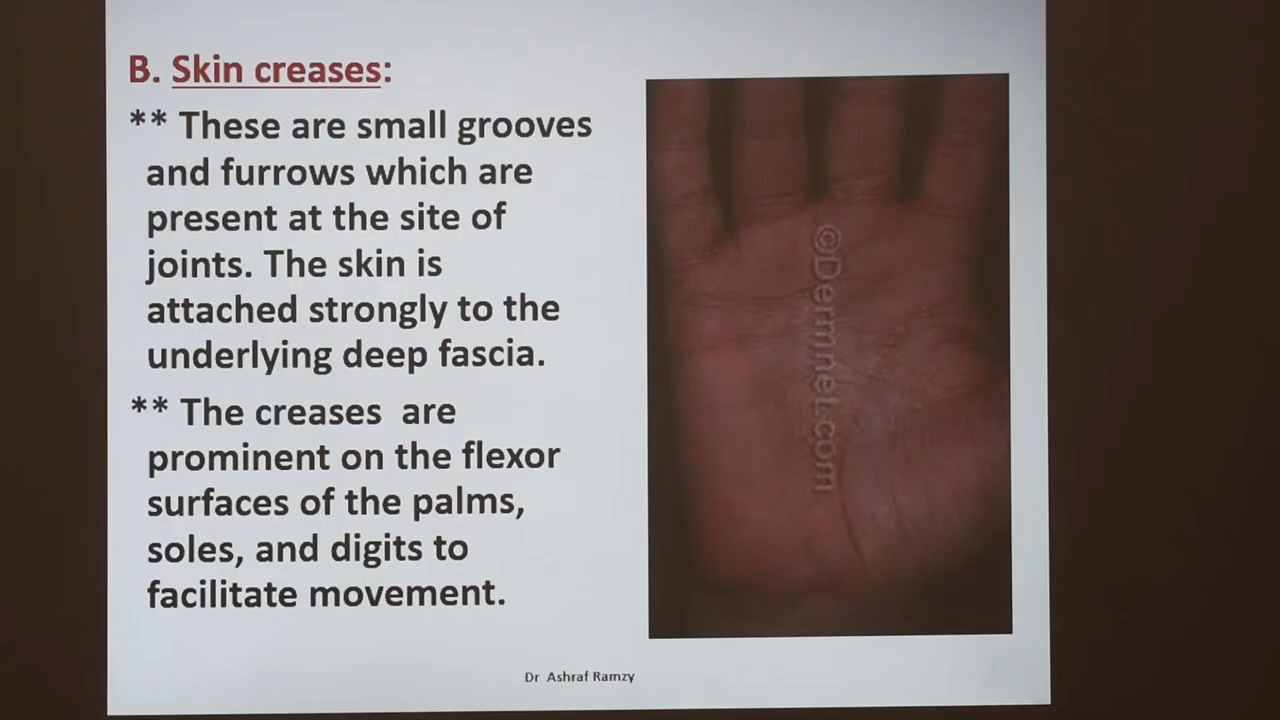 B. Skin creases:
** These are small grooves
and furrows which are
present at the site of
joints. The skin is
attached strongly to the
underlying deep fascia.
** The creases  are
prominent on the flexor
surfaces of the palms,
soles, and digits to
facilitate movement.
©Dermnet.com
Dr  Ashraf Ramzy